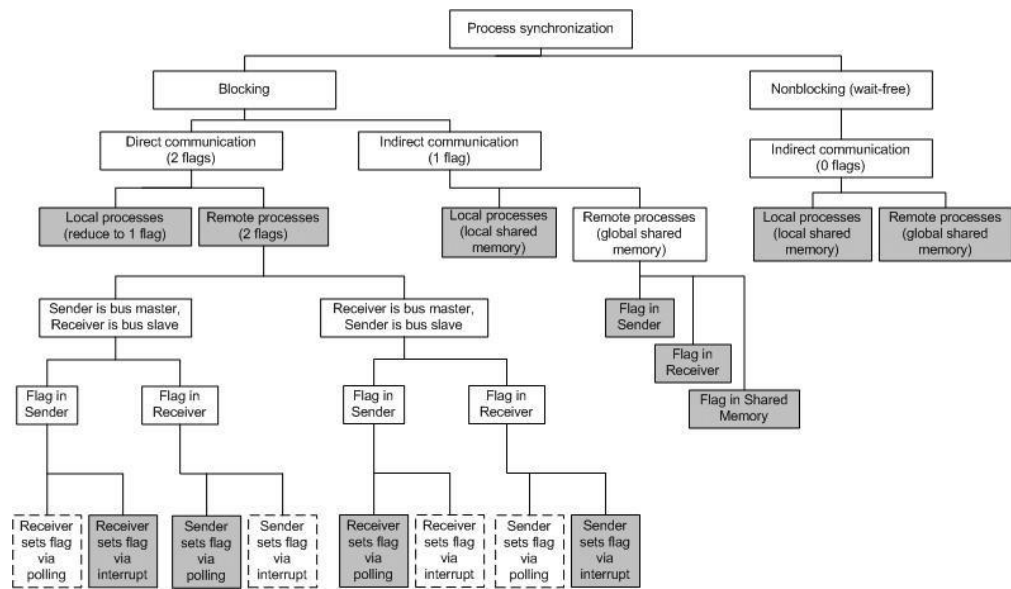 Process synchronization
Blocking
Nonblocking (wait-free)
Direct communication
(2 flags)
Indirect communication
(1 flag)
Indirect communication
(0 flags)
Local processes
(reduce to 1 flag)
Remote processes
(2 flags)
Local processes
(local shared
memory)
Remote processes
(global shared
memory)
Local processes
(local shared
memory)
Remote processes
(global shared
memory)
Sender is bus master,
Receiver is bus slave
Receiver is bus master,
Sender is bus slave
Flag in
Sender
Flag in
Receiver
Flag in Shared
Memory
Flag in
Sender
Flag in
Receiver
Flag in
Sender
Flag in
Receiver
Receiver
sets flag
via
polling
Receiver
sets flag
via
interrupt
Sender
sets flag
via
polling
Sender
sets flag
via
interrupt
Receiver
sets flag
via
polling
Receiver
sets flag
via
interrupt
Sender
sets flag
via
polling
Sender
sets flag
via
interrupt